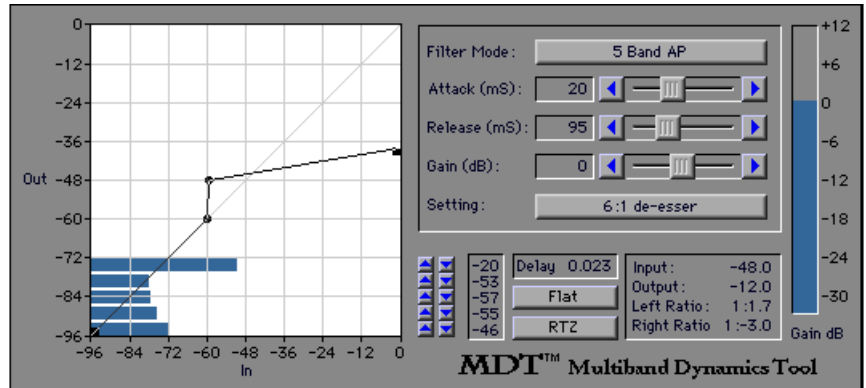 0
-12
-24
-36
Out -48
-60
-72
-84
-96
-96 -84 -72 -60 -48 -36 -24 -12 0
In
Filter Mode: 5 Band AP
Attack (mS): 20
Release (mS): 95
Gain (dB): 0
Setting: 6:1 de-esser
+12
+6
0
-6
-12
-18
-24
-30
Gain dB
-20
-53
-57
-55
-46
Delay 0.023
Flat
RTZ
Input: -48.0
Output: -12.0
Left Ratio: 1:1.7
Right Ratio 1:-3.0
MDT™ Multiband Dynamics Tool